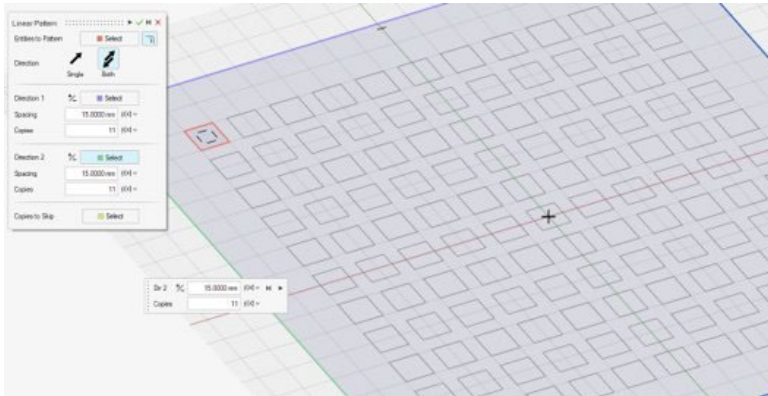 Linear Pattern
Entities to Pattern Select
Direction
Single Both
Direction 1 Select
Spacing 15.0000 mm f(x)
Copies 11 f(x)
Direction 2 Select
Spacing 15.0000 mm f(x)
Copies 11 f(x)
Copies to Skip Select
Dir 2 15.0000 mm f(x)
Copies 11 f(x)